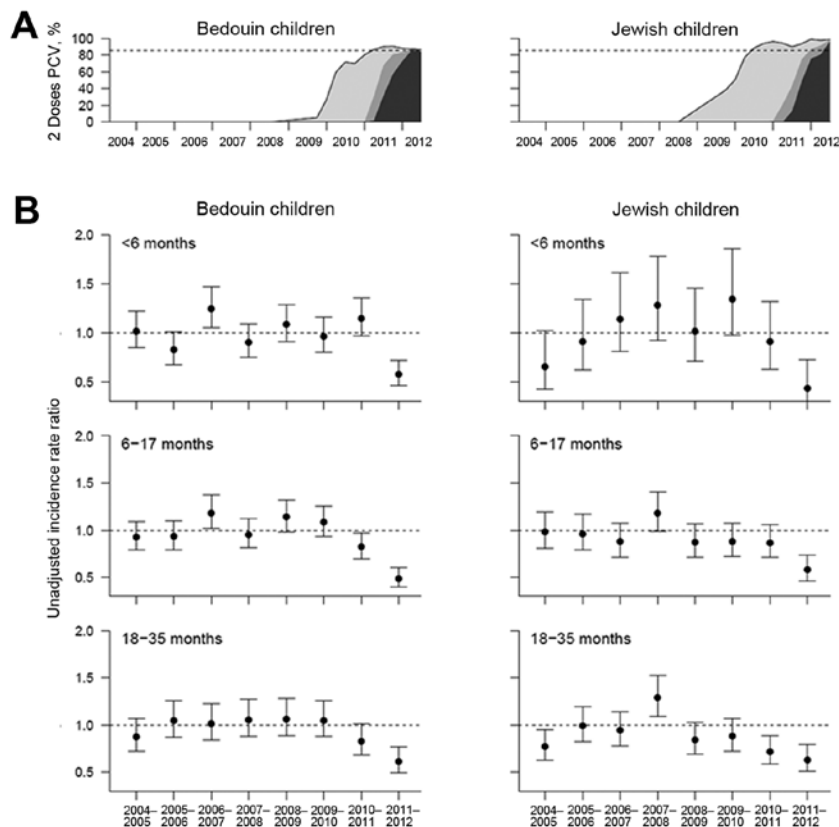 A
Bedouin children
Jewish children
2 Doses PCV, %
100
80
60
40
20
0
2004 2005 2006 2007 2008 2009 2010 2011 2012
100
80
60
40
20
0
2004 2005 2006 2007 2008 2009 2010 2011 2012
B
Bedouin children
Jewish children
Unadjusted incidence rate ratio
<6 months
2.0
1.5
1.0
0.5
<6 months
2.0
1.5
1.0
0.5
6–17 months
2.0
1.5
1.0
0.5
6–17 months
2.0
1.5
1.0
0.5
18–35 months
2.0
1.5
1.0
0.5
18–35 months
2.0
1.5
1.0
0.5
2004– 2005– 2006– 2007– 2008– 2009– 2010– 2011–
2005 2006 2007 2008 2009 2010 2011 2012
2004– 2005– 2006– 2007– 2008– 2009– 2010– 2011–
2005 2006 2007 2008 2009 2010 2011 2012